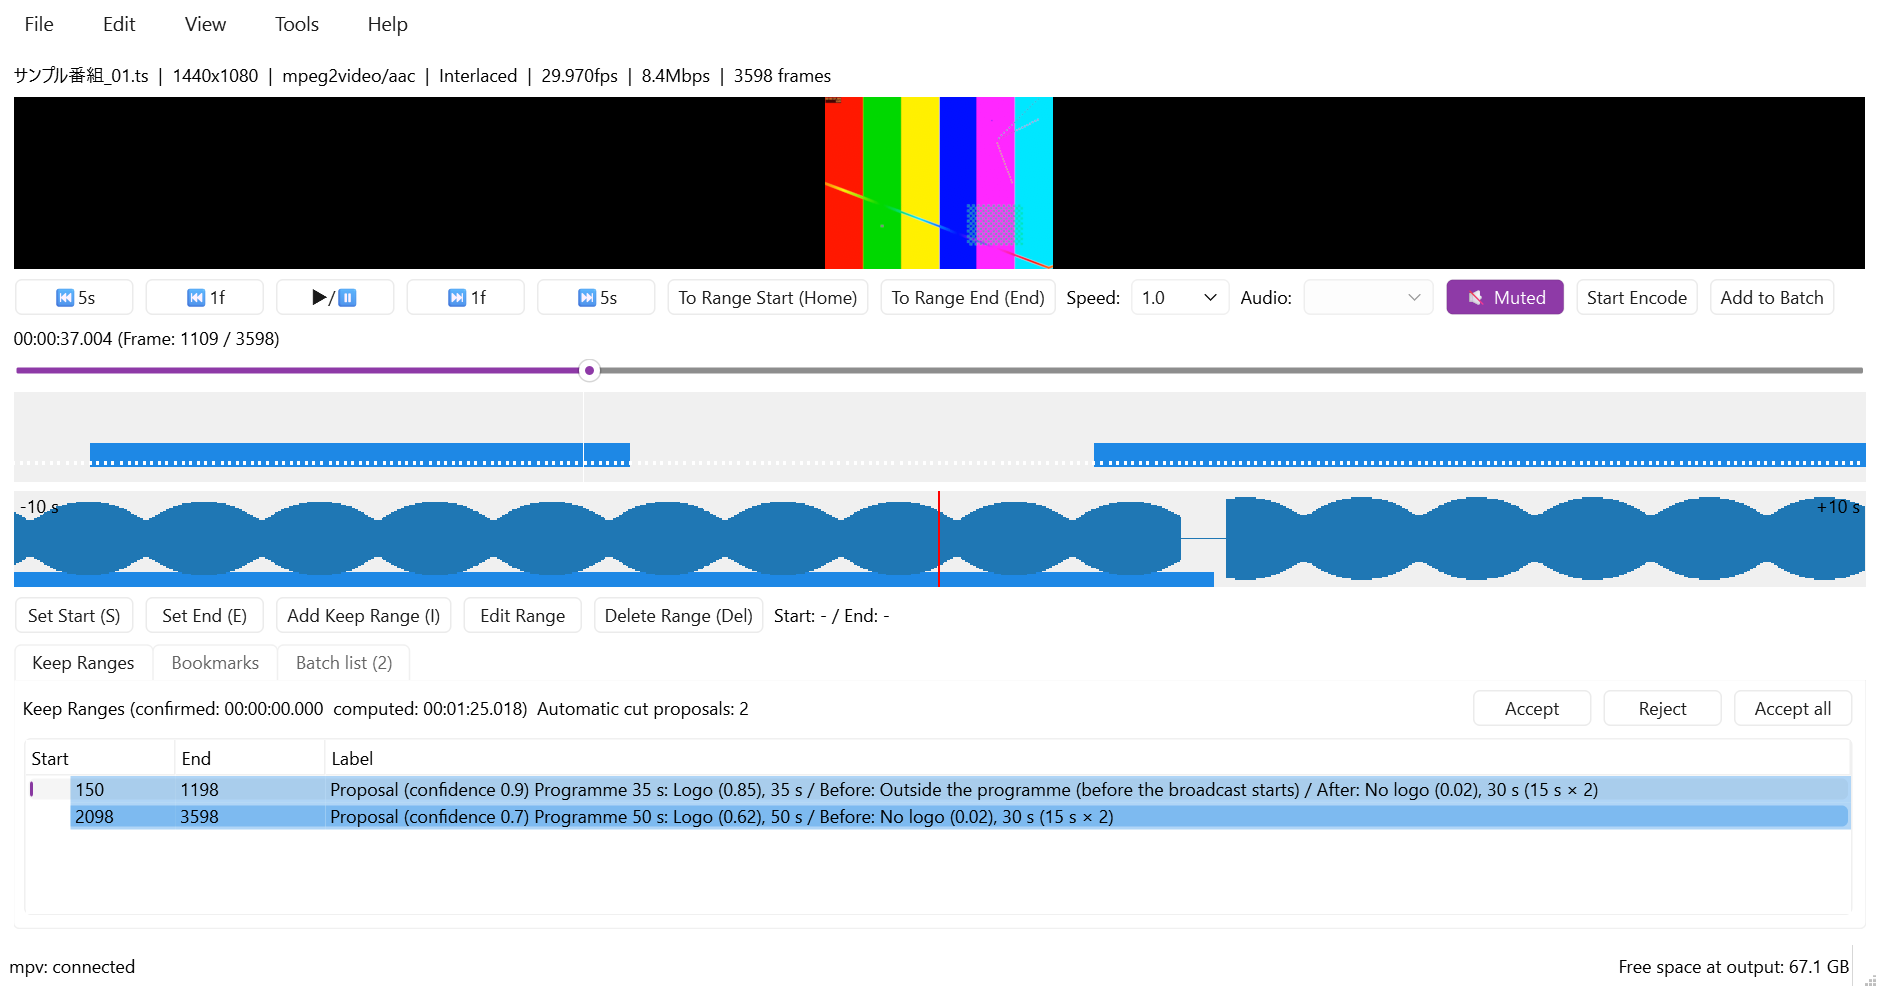 File Edit View Tools Help
サンプル番組_01.ts | 1440x1080 | mpeg2video/aac | Interlaced | 29.970fps | 8.4Mbps | 3598 frames
5s 1f / 1f 5s To Range Start (Home) To Range End (End) Speed: 1.0 Audio: Muted Start Encode Add to Batch
00:00:37.004 (Frame: 1109 / 3598)
-10 s +10 s
Set Start (S) Set End (E) Add Keep Range (I) Edit Range Delete Range (Del) Start: - / End: -
Keep Ranges Bookmarks Batch list (2)
Keep Ranges (confirmed: 00:00:00.000 computed: 00:01:25.018) Automatic cut proposals: 2 Accept Reject Accept all
Start End Label
150 1198 Proposal (confidence 0.9) Programme 35 s: Logo (0.85), 35 s / Before: Outside the programme (before the broadcast starts) / After: No logo (0.02), 30 s (15 s × 2)
2098 3598 Proposal (confidence 0.7) Programme 50 s: Logo (0.62), 50 s / Before: No logo (0.02), 30 s (15 s × 2)
mpv: connected Free space at output: 67.1 GB